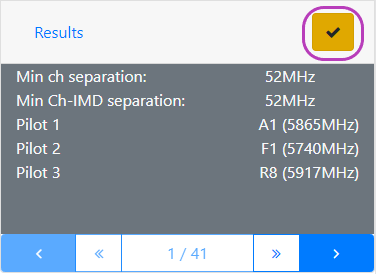 Results
Min ch separation: 52MHz
Min Ch-IMD separation: 52MHz
Pilot 1 A1 (5865MHz)
Pilot 2 F1 (5740MHz)
Pilot 3 R8 (5917MHz)
1 / 41